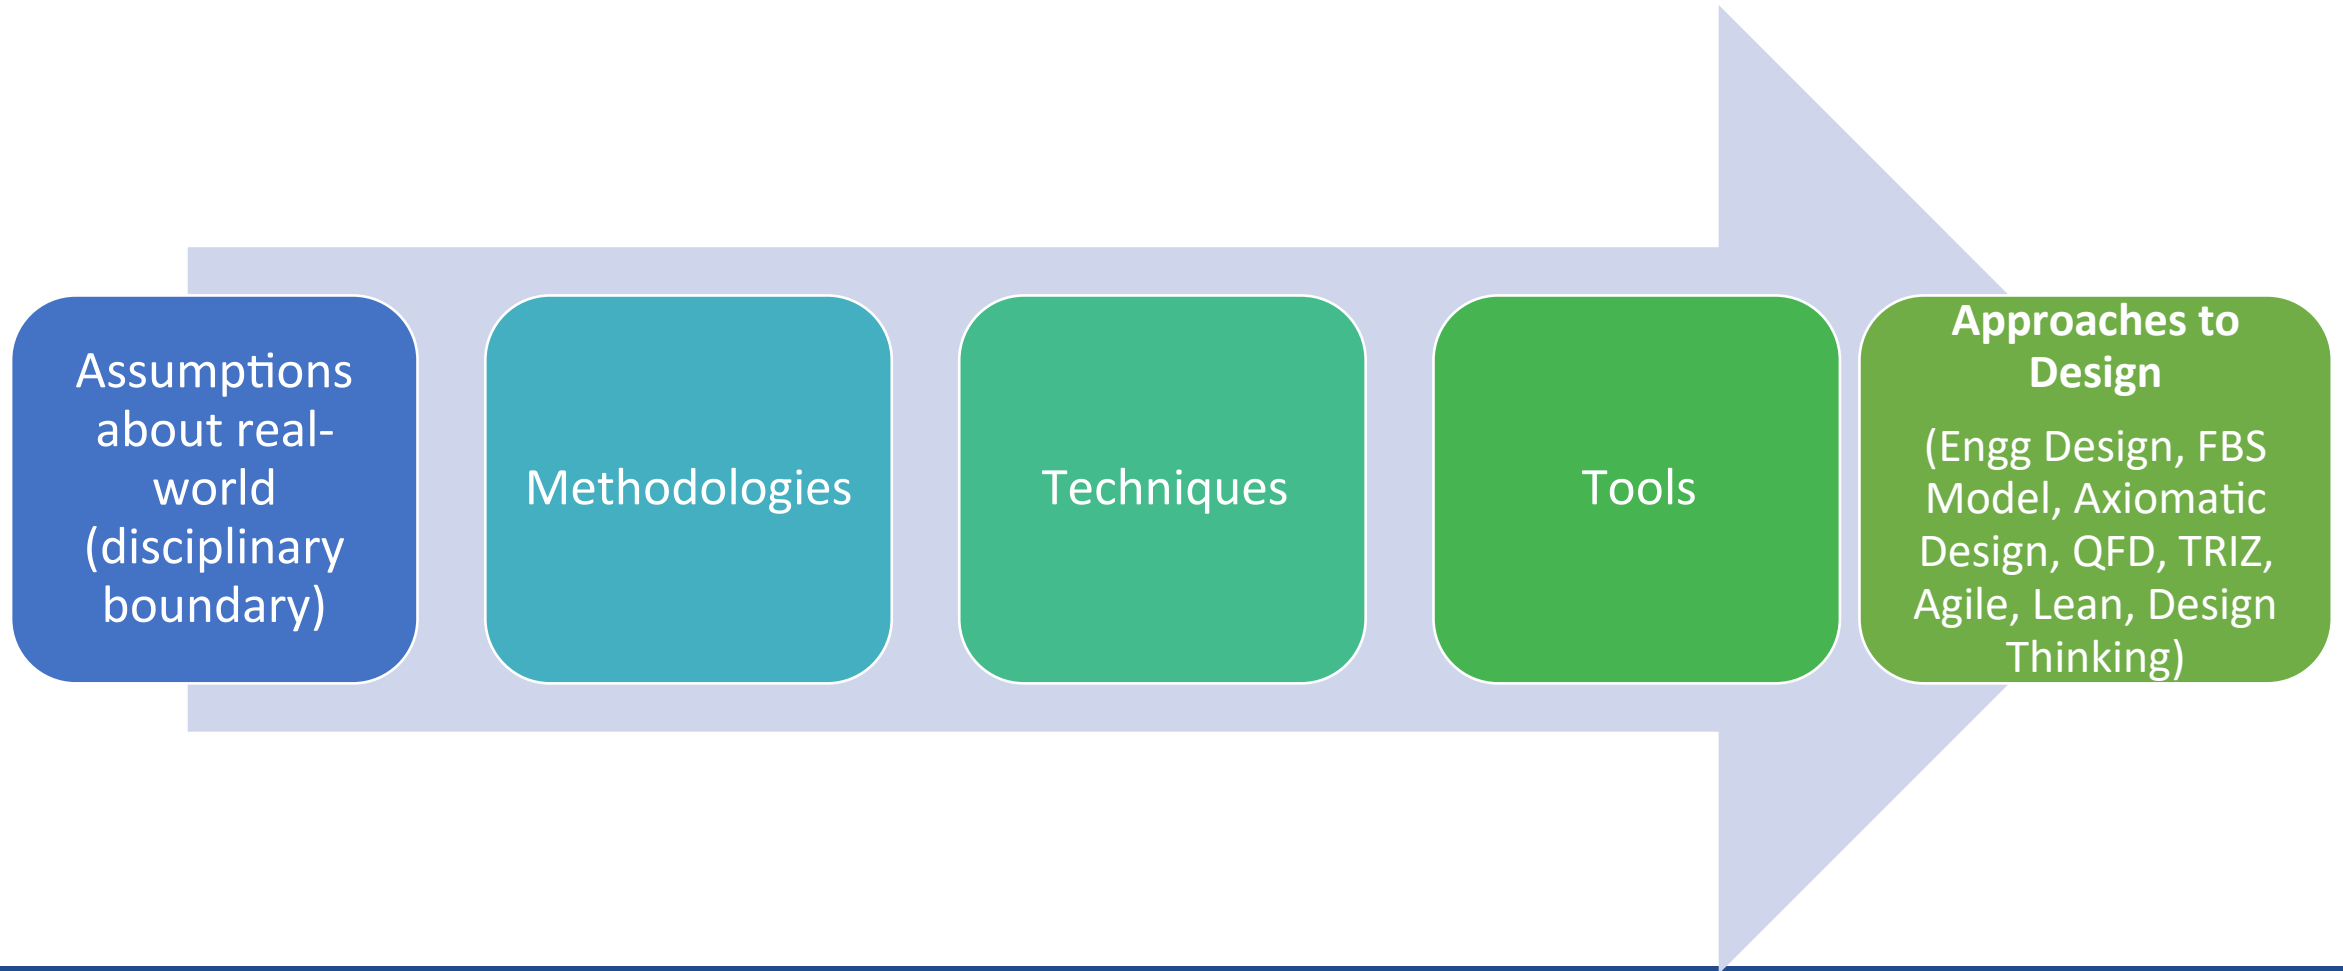 Assumptions
about real-
world
(disciplinary
boundary)
Methodologies
Techniques
Tools
Approaches to
Design
(Engg Design, FBS
Model, Axiomatic
Design, QFD, TRIZ,
Agile, Lean, Design
Thinking)